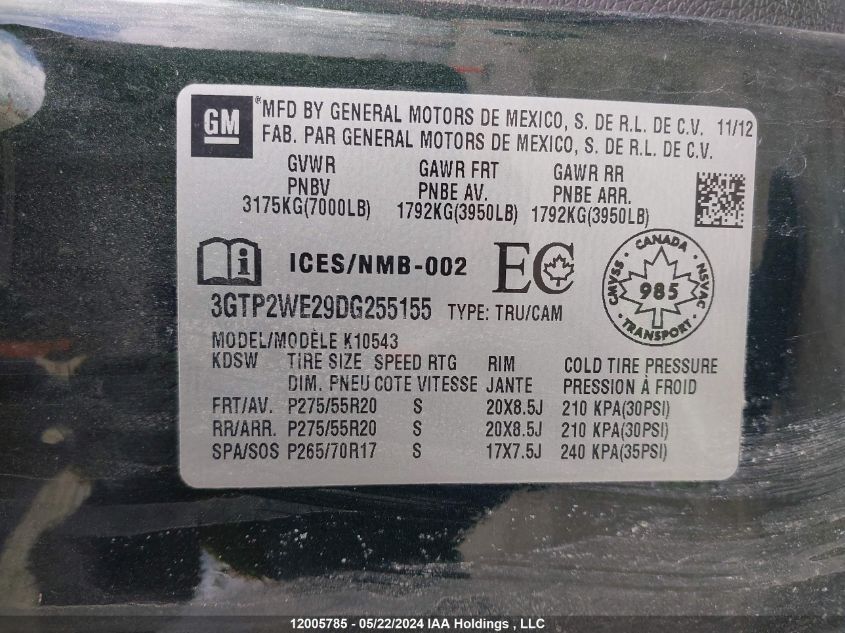 GM
® MFD BY GENERAL MOTORS DE MEXICO, S. DE R.L. DE C.V. 11/12
FAB. PAR GENERAL MOTORS DE MEXICO, S. DE R.L. DE C.V.
GVWR GAWR FRT GAWR RR
PNBV PNBE AV. PNBE ARR.
3175KG(7000LB) 1792KG(3950LB) 1792KG(3950LB)
ICES/NMB-002 EC
CANADA
CMVSS 985 NSVAC
TRANSPORT
3GTP2WE29DG255155 TYPE: TRU/CAM
MODEL/MODÈLE K10543
KDSW TIRE SIZE SPEED RTG RIM COLD TIRE PRESSURE
DIM. PNEU COTE VITESSE JANTE PRESSION À FROID
FRT/AV. P275/55R20 S 20X8.5J 210 KPA(30PSI)
RR/ARR. P275/55R20 S 20X8.5J 210 KPA(30PSI)
SPA/SOS P265/70R17 S 17X7.5J 240 KPA(35PSI)
12005785 - 05/22/2024 IAA Holdings , LLC